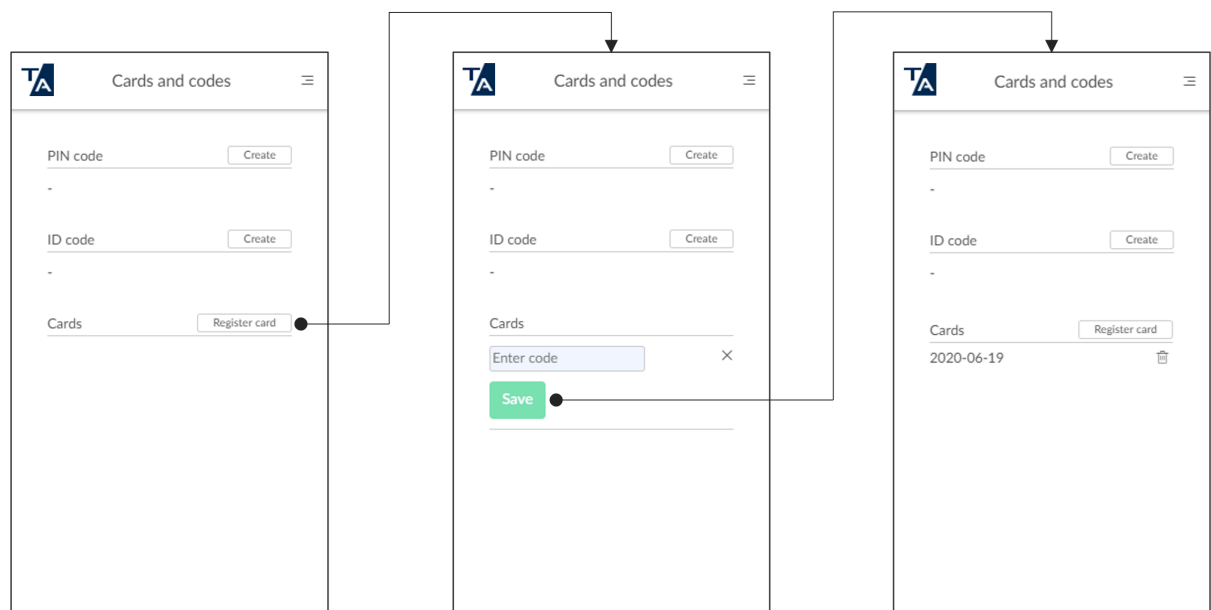 TA Cards and codes
PIN code Create
-
ID code Create
-
Cards Register card
TA Cards and codes
PIN code Create
-
ID code Create
-
Cards
Enter code
Save
TA Cards and codes
PIN code Create
-
ID code Create
-
Cards Register card
2020-06-19